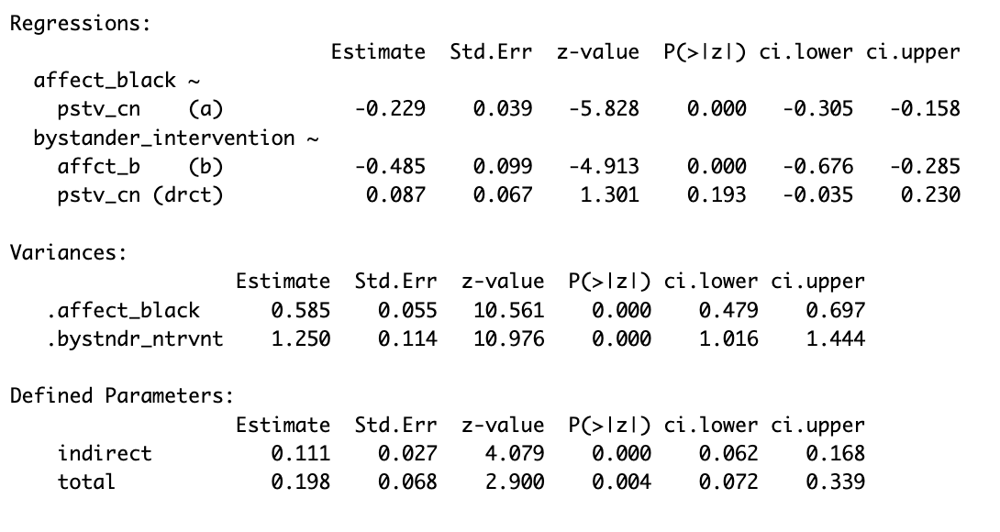 Regressions:
Estimate Std.Err z-value P(>|z|) ci.lower ci.upper
affect_black ~
pstv_cn (a) -0.229 0.039 -5.828 0.000 -0.305 -0.158
bystander_intervention ~
affct_b (b) -0.485 0.099 -4.913 0.000 -0.676 -0.285
pstv_cn (drct) 0.087 0.067 1.301 0.193 -0.035 0.230
Variances:
Estimate Std.Err z-value P(>|z|) ci.lower ci.upper
.affect_black 0.585 0.055 10.561 0.000 0.479 0.697
.bystndr_ntrvnt 1.250 0.114 10.976 0.000 1.016 1.444
Defined Parameters:
Estimate Std.Err z-value P(>|z|) ci.lower ci.upper
indirect 0.111 0.027 4.079 0.000 0.062 0.168
total 0.198 0.068 2.900 0.004 0.072 0.339